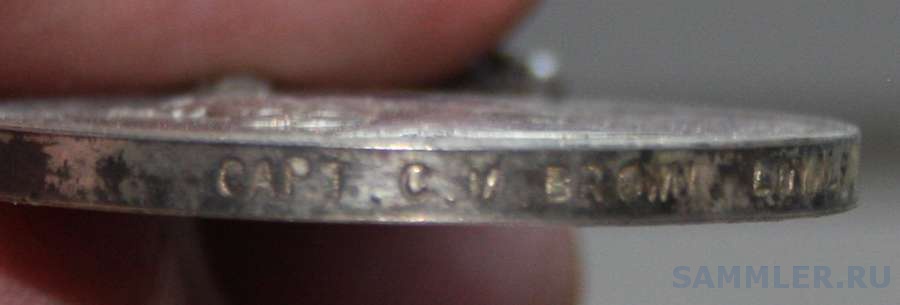 CAPT C. V BROWN
SAMMLER.RU